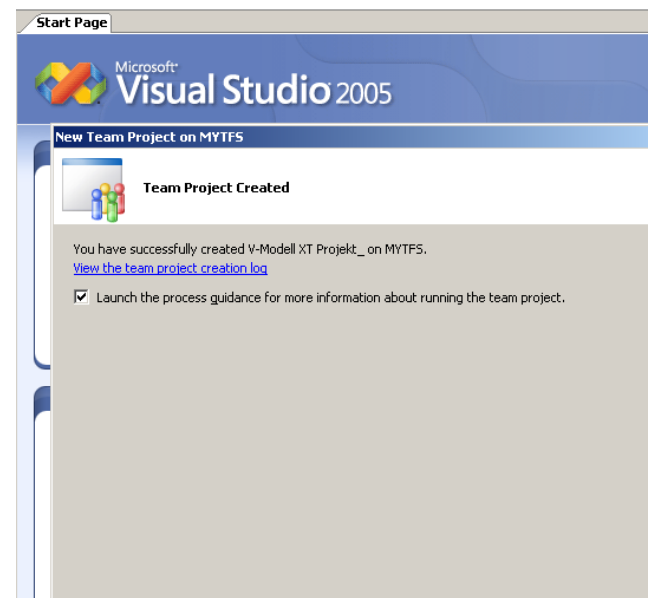 Start Page
Microsoft
Visual Studio 2005
New Team Project on MYTFS
Team Project Created
You have successfully created V-Modell XT Projekt_ on MYTFS.
View the team project creation log
Launch the process guidance for more information about running the team project.